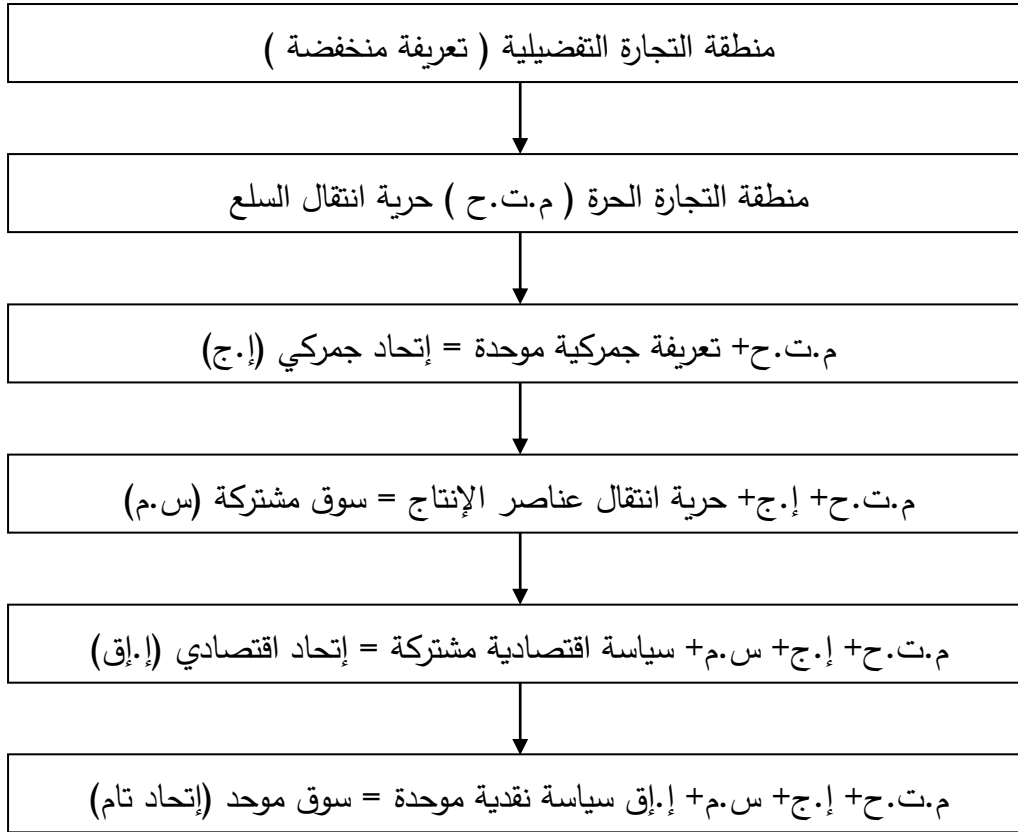 منطقة التجارة التفضيلية ( تعريفة منخفضة )
منطقة التجارة الحرة ( م.ت.ح ) حرية انتقال السلع
م.ت.ح+ تعريفة جمركية موحدة = إتحاد جمركي (إ.ج)
م.ت.ح+ إ.ج+ حرية انتقال عناصر الإنتاج = سوق مشتركة (س.م)
م.ت.ح+ إ.ج+ س.م+ سياسة اقتصادية مشتركة = إتحاد اقتصادي (إ.إق)
م.ت.ح+ إ.ج+ س.م+ إ.إق سياسة نقدية موحدة = سوق موحد (إتحاد تام)